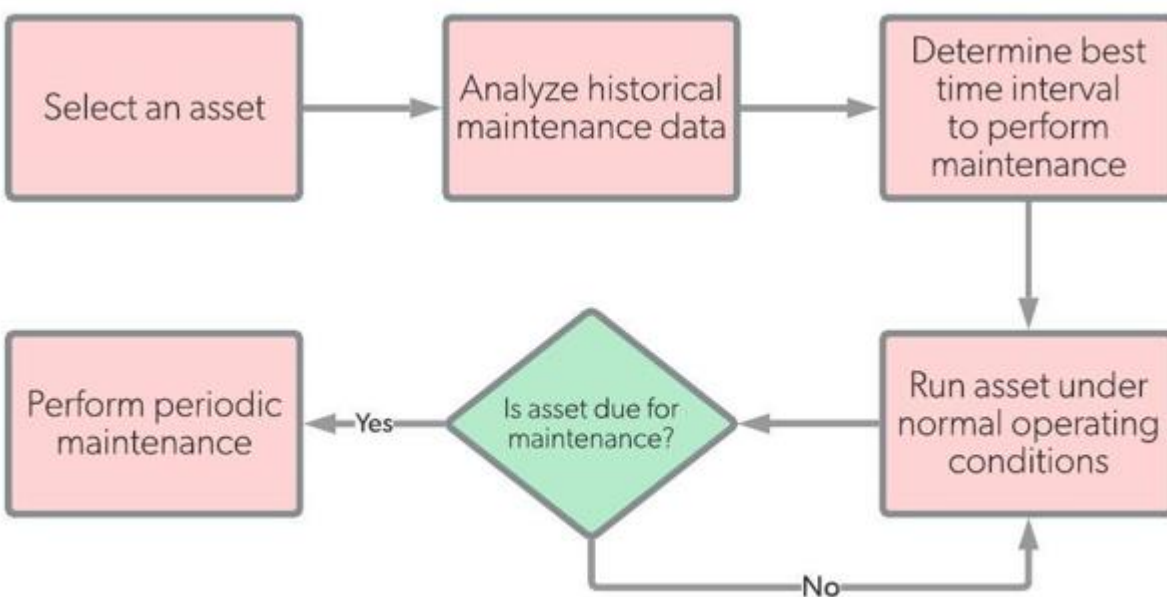 Select an asset
Analyze historical
maintenance data
Determine best
time interval
to perform
maintenance
Run asset under
normal operating
conditions
Is asset due for
maintenance?
Yes
No
Perform periodic
maintenance